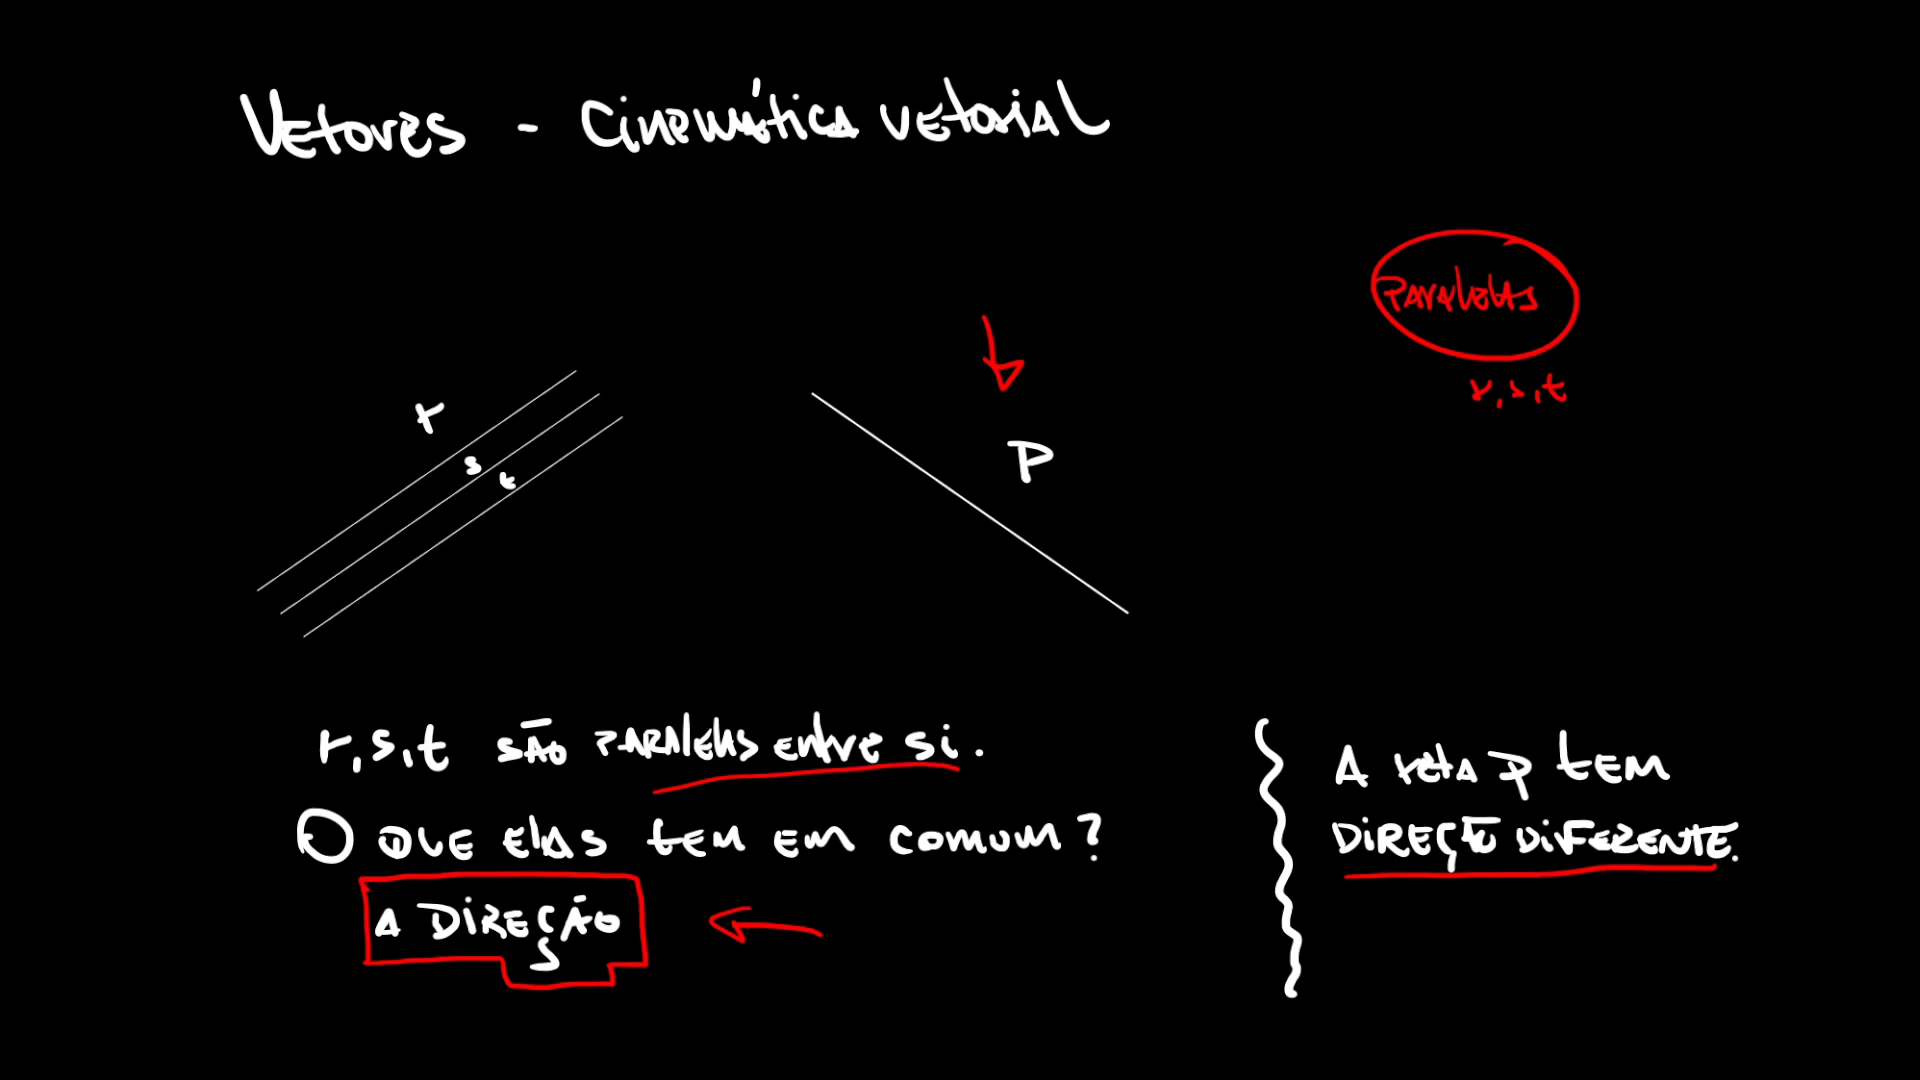 Vetores - Cinemática vetorial
Paralelas
r, s, t
r
s
t
P
r, s, t são paralelas entre si.
O que elas tem em comum?
A DIREÇÃO
A reta p tem
DIREÇÃO DIFERENTE.